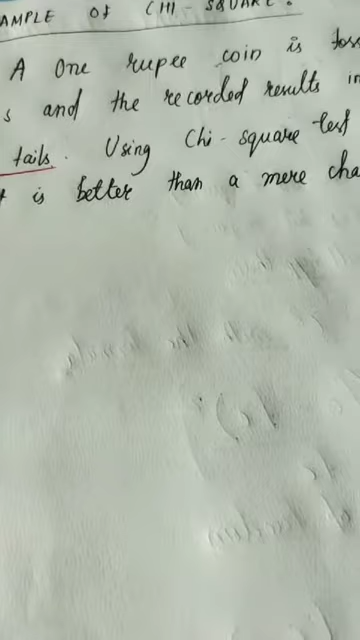 AMPLE OF CHI-SQUARE.
A One rupee coin is toss
s and the recorded results in
tails. Using Chi-square test
t is better than a mere cha